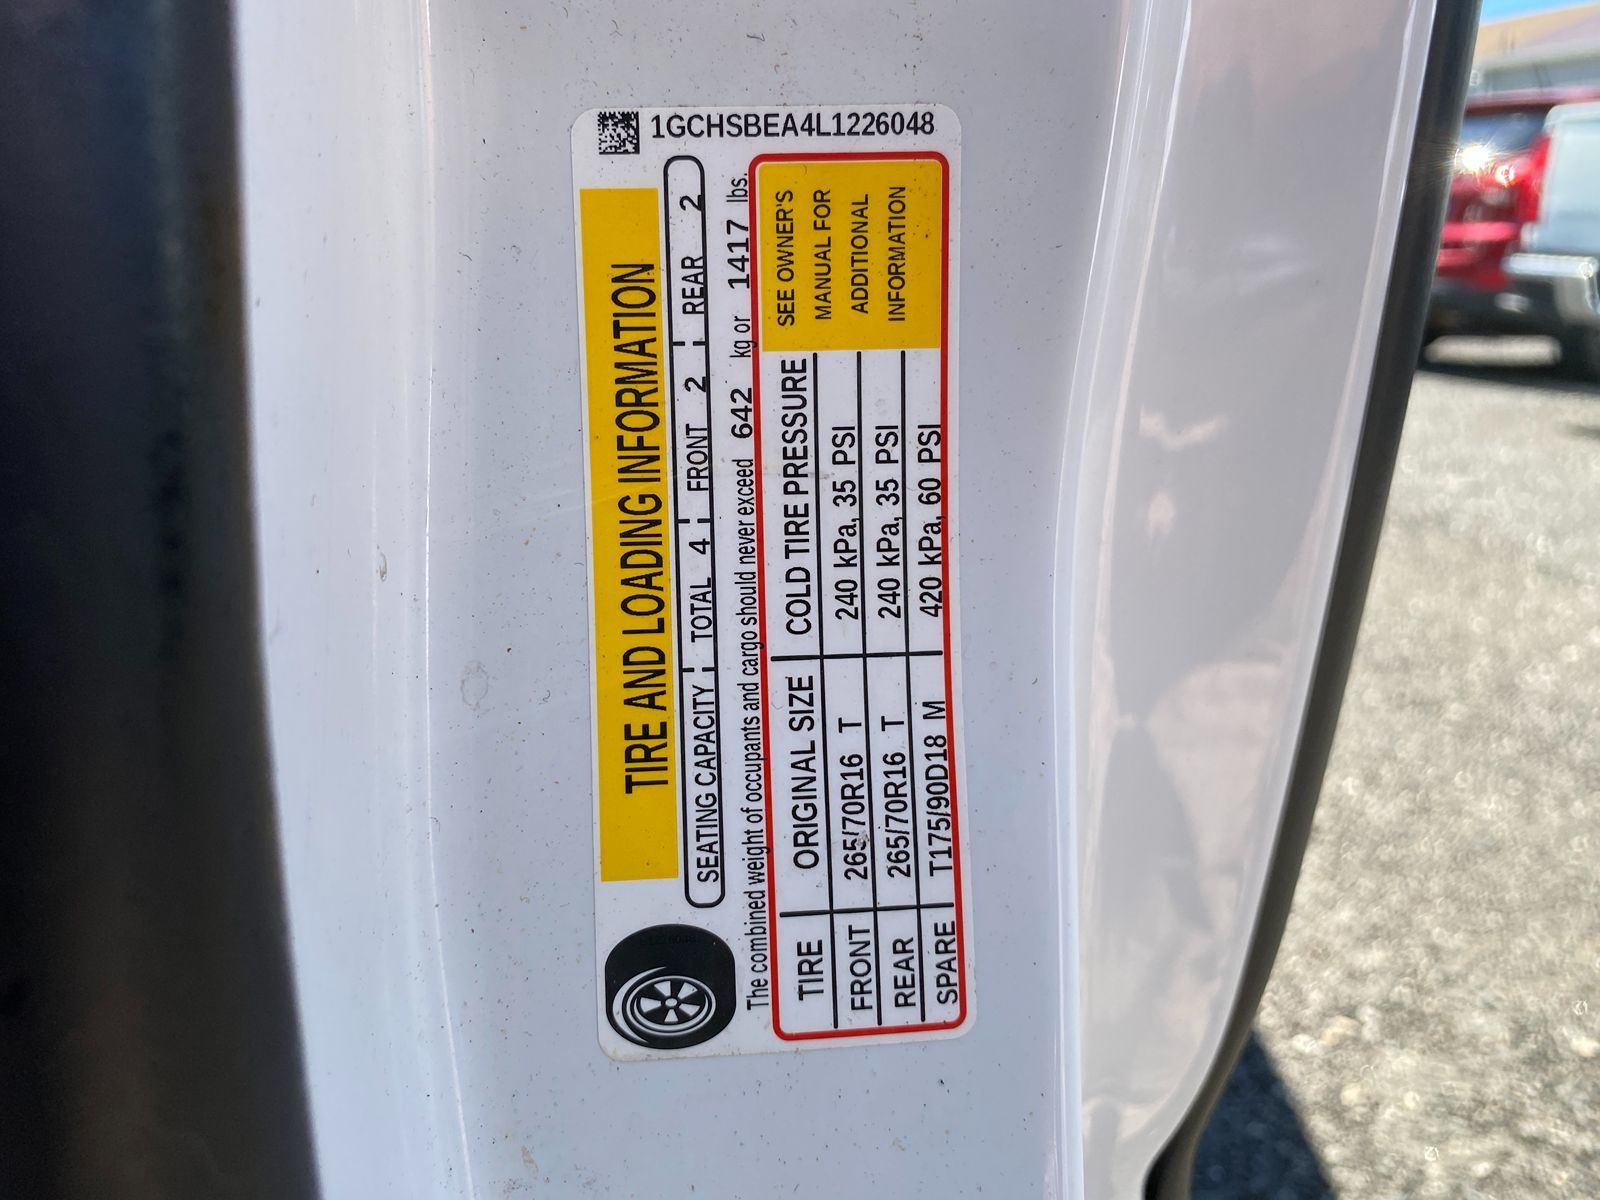 1GCHSBEA4L1226048
TIRE AND LOADING INFORMATION
SEATING CAPACITY TOTAL 4 FRONT 2 REAR 2
The combined weight of occupants and cargo should never exceed 642 kg or 1417 lbs.
TIRE ORIGINAL SIZE COLD TIRE PRESSURE
FRONT 265/70R16 T 240 kPa, 35 PSI
REAR 265/70R16 T 240 kPa, 35 PSI
SPARE T175/90D18 M 420 kPa, 60 PSI
SEE OWNER'S
MANUAL FOR
ADDITIONAL
INFORMATION